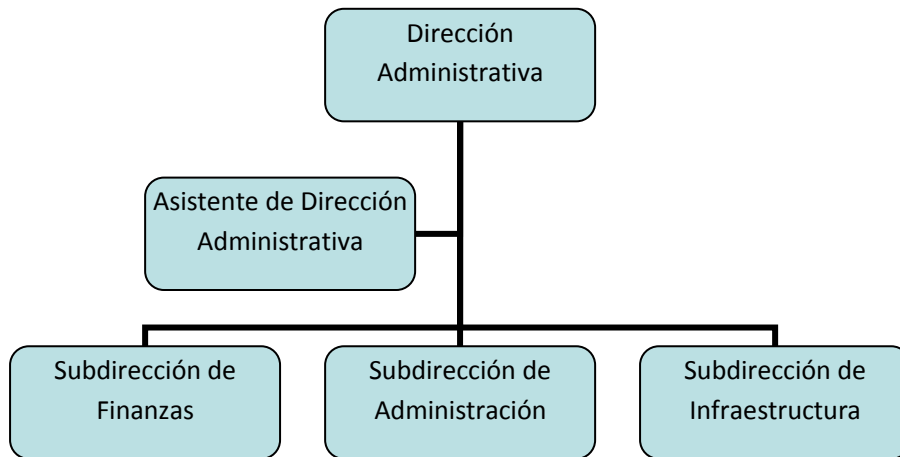 Dirección
Administrativa
Asistente de Dirección
Administrativa
Subdirección de
Finanzas
Subdirección de
Administración
Subdirección de
Infraestructura